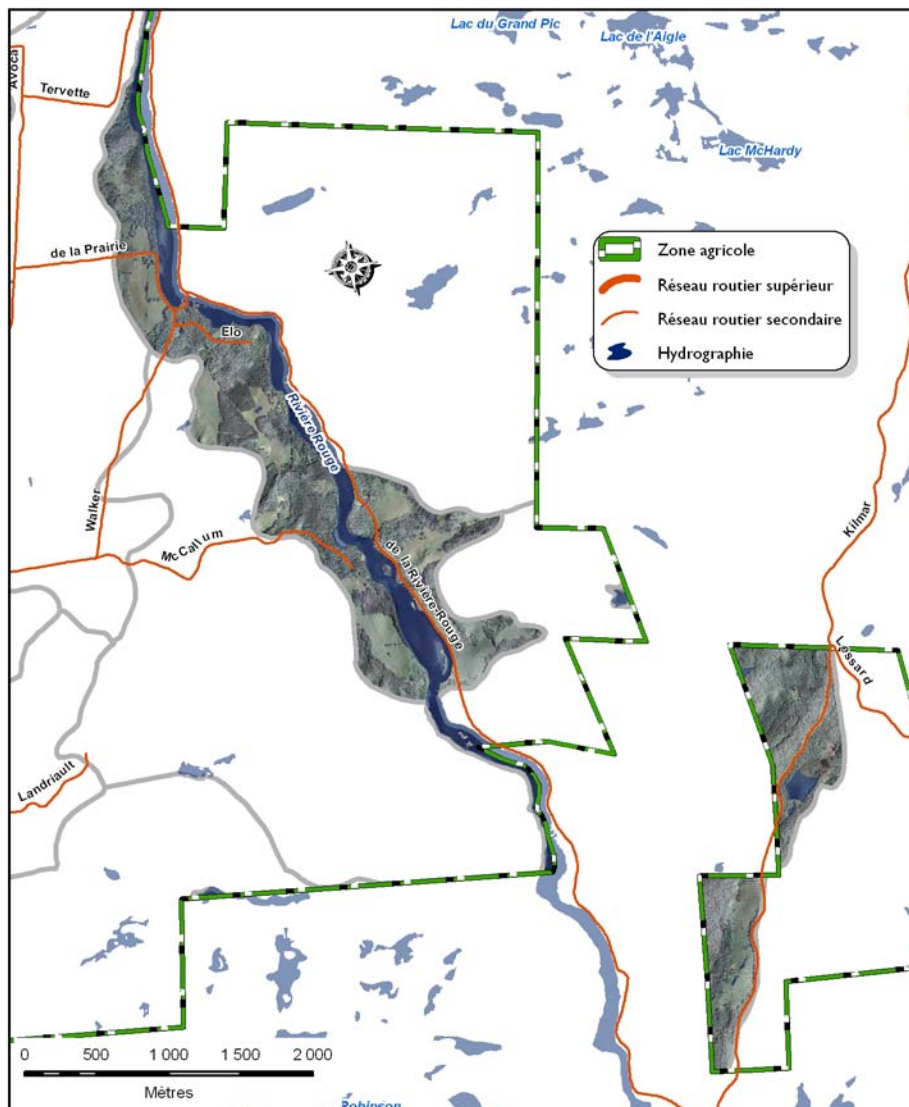 Lac du Grand Pic
Lac de l'Aigle
Avoca
Tervette
Lac McHardy
de la Prairie
Zone agricole
Réseau routier supérieur
Réseau routier secondaire
Hydrographie
Elo
Rivière Rouge
Walker
McCallum
Kilmar
de la Rivière-Rouge
Lessard
Landriault
0 500 1 000 1 500 2 000
Mètres
Robinson